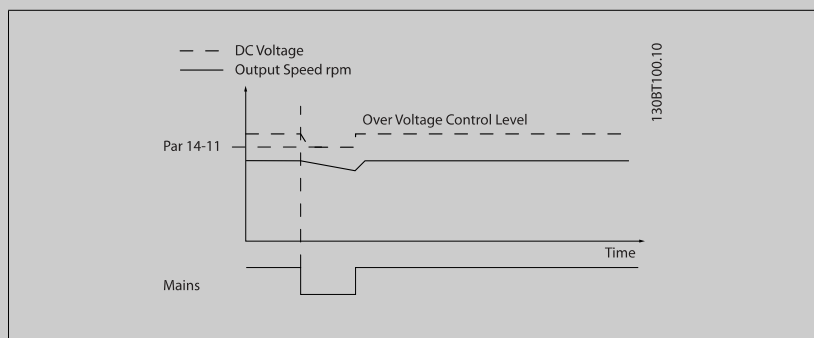 DC Voltage
Output Speed rpm
130BT100.10
Over Voltage Control Level
Par 14-11
Time
Mains